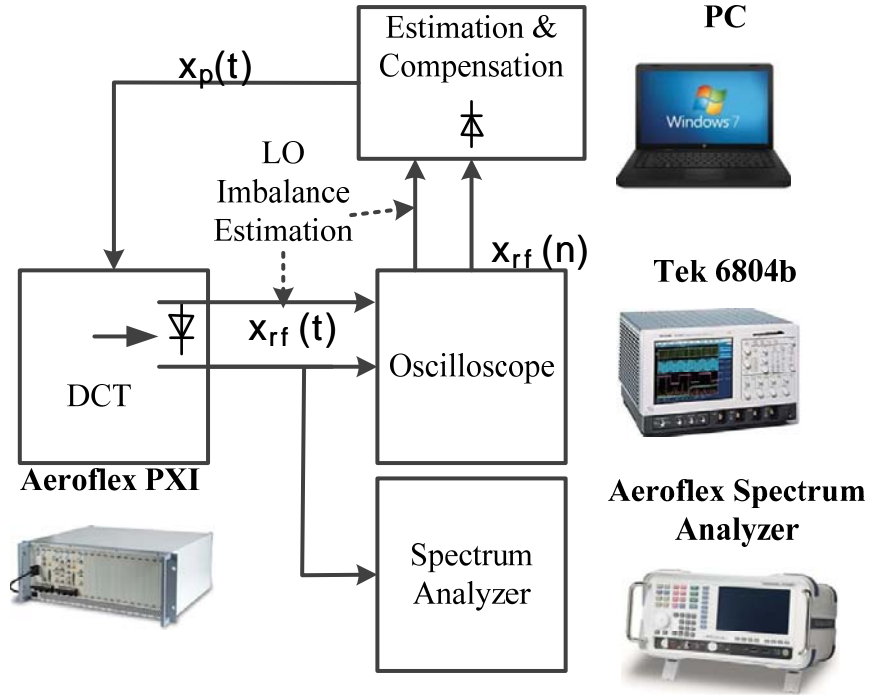 Estimation &
Compensation
PC
xp(t)
Windows 7
LO
Imbalance
Estimation
xrf (n)
Tek 6804b
xrf (t)
DCT
Oscilloscope
Aeroflex PXI
Aeroflex Spectrum
Analyzer
Spectrum
Analyzer